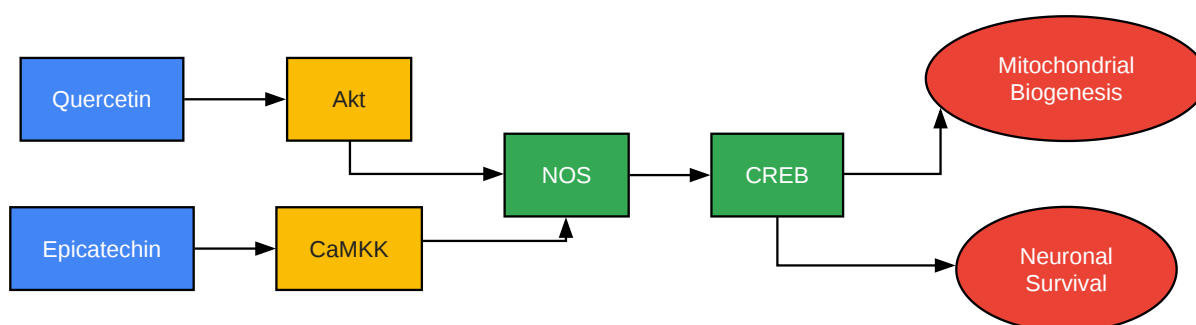 Quercetin
Akt
Epicatechin
CaMKK
NOS
CREB
Mitochondrial
Biogenesis
Neuronal
Survival